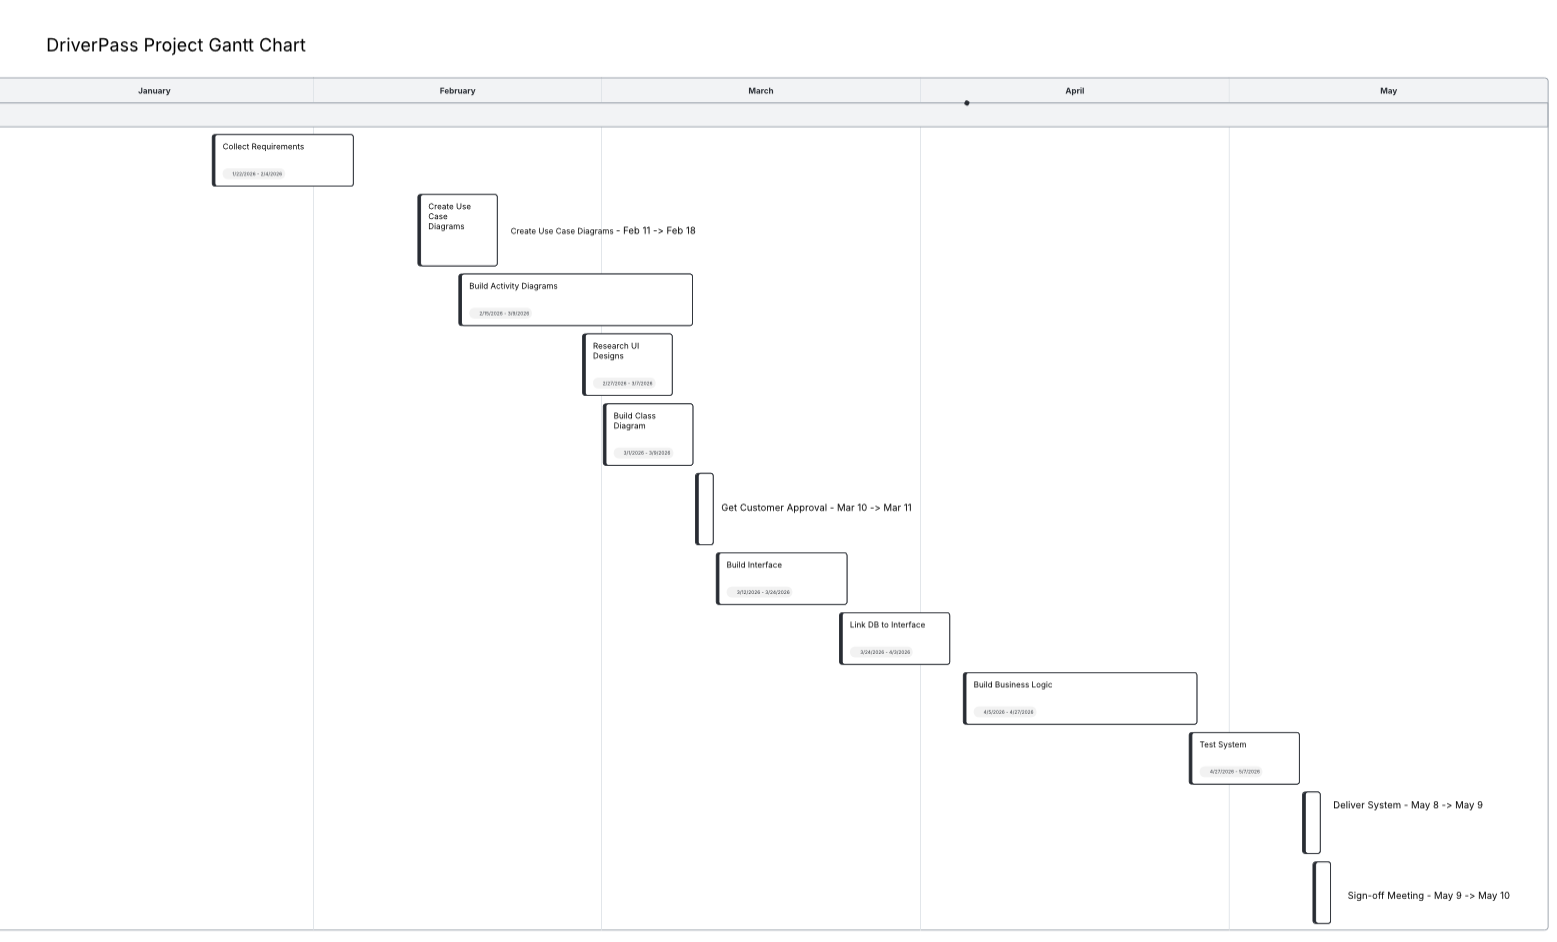 DriverPass Project Gantt Chart
January February March April May
Collect Requirements
1/22/2026 - 2/4/2026
Create Use
Case
Diagrams
Create Use Case Diagrams - Feb 11 -> Feb 18
Build Activity Diagrams
2/15/2026 - 3/9/2026
Research UI
Designs
2/27/2026 - 3/7/2026
Build Class
Diagram
3/1/2026 - 3/9/2026
Get Customer Approval - Mar 10 -> Mar 11
Build Interface
3/12/2026 - 3/24/2026
Link DB to Interface
3/24/2026 - 4/3/2026
Build Business Logic
4/5/2026 - 4/27/2026
Test System
4/27/2026 - 5/7/2026
Deliver System - May 8 -> May 9
Sign-off Meeting - May 9 -> May 10